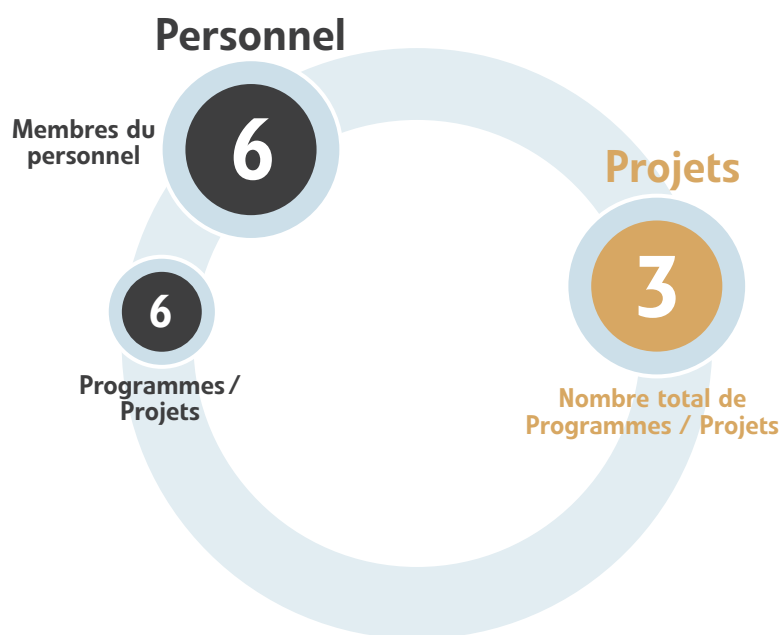 Personnel
Membres du
personnel
6
6
Programmes /
Projets
Projets
3
Nombre total de
Programmes / Projets